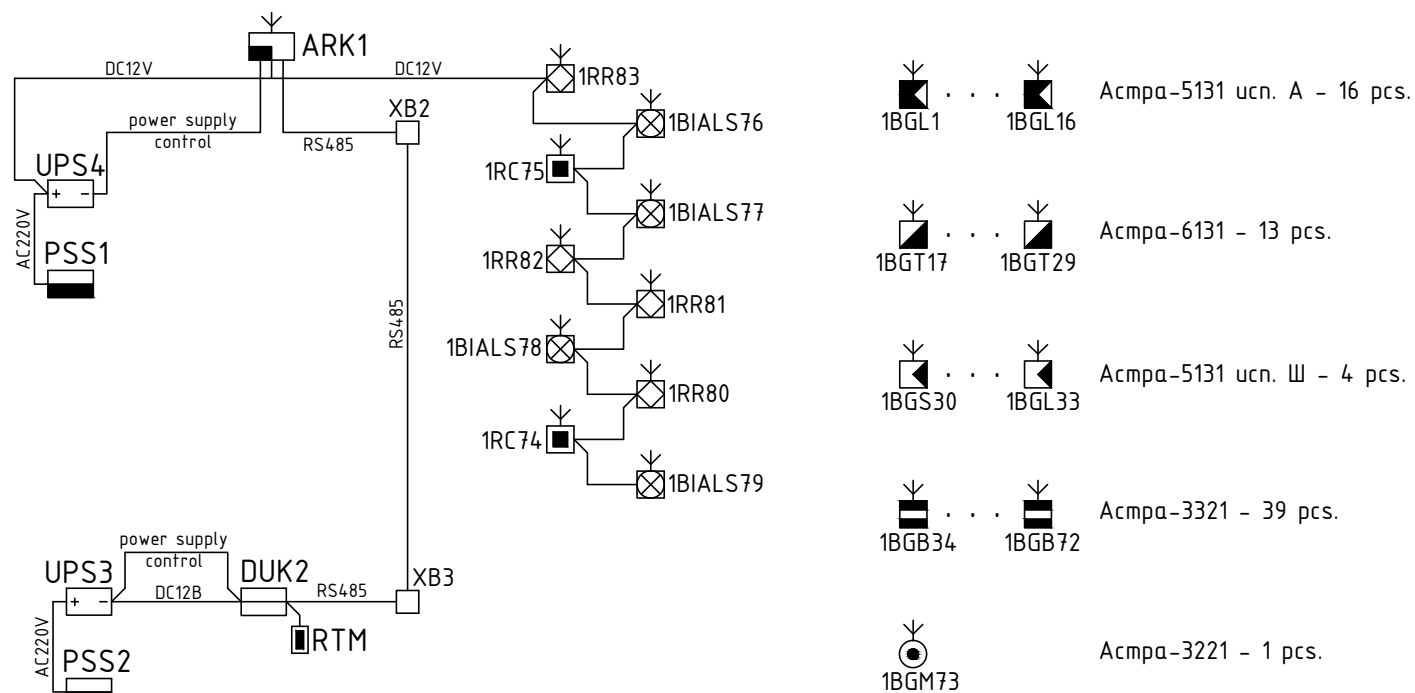 ARK1
DC12V
DC12V
1RR83
power supply
control
RS485
XB2
1BIALS76
UPS4
+ -
1RC75
1BIALS77
AC220V
PSS1
1RR82
1RR81
RS485
1BIALS78
1RR80
1RC74
1BIALS79
power supply
control
UPS3
+ -
DC12B
DUK2
RS485
XB3
RTM
AC220V
PSS2
1BGL1 . . . 1BGL16
Астра-5131 исп. А - 16 pcs.
1BGT17 . . . 1BGT29
Астра-6131 - 13 pcs.
1BGS30 . . . 1BGL33
Астра-5131 исп. Ш - 4 pcs.
1BGB34 . . . 1BGB72
Астра-3321 - 39 pcs.
1BGM73
Астра-3221 - 1 pcs.